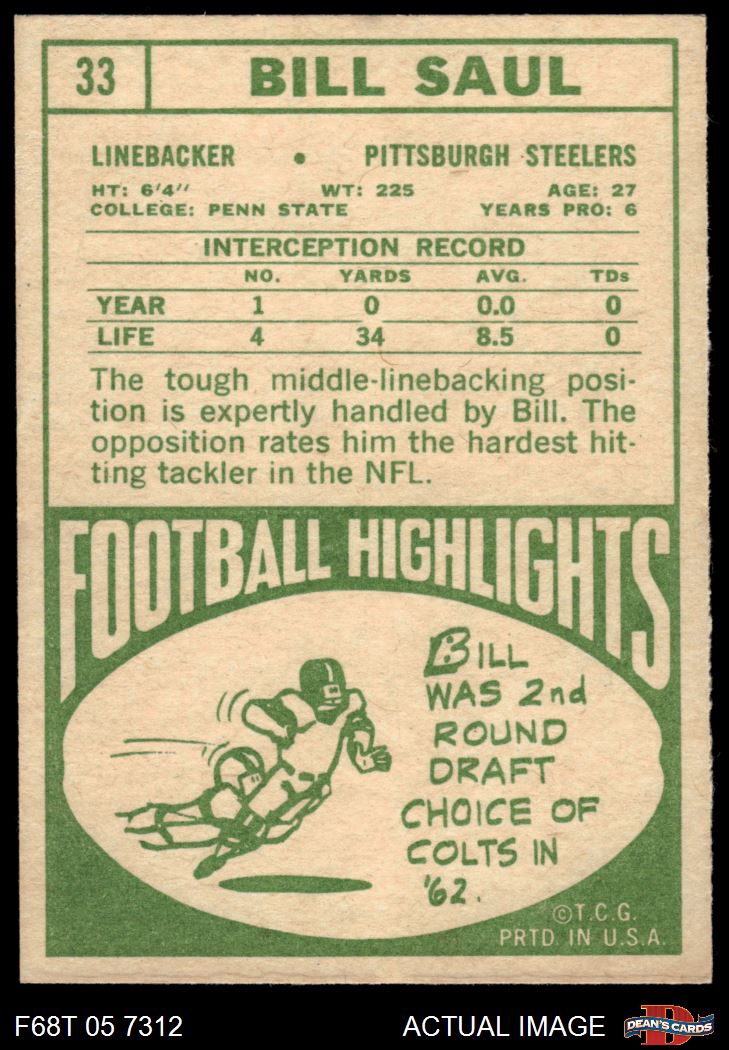 33 BILL SAUL
LINEBACKER • PITTSBURGH STEELERS
HT: 6'4" WT: 225 AGE: 27
COLLEGE: PENN STATE YEARS PRO: 6
INTERCEPTION RECORD
NO. YARDS AVG. TDs
YEAR 1 0 0.0 0
LIFE 4 34 8.5 0
The tough middle-linebacking posi-
tion is expertly handled by Bill. The
opposition rates him the hardest hit-
ting tackler in the NFL.
FOOTBALL HIGHLIGHTS
BILL
WAS 2nd
ROUND
DRAFT
CHOICE OF
COLTS IN
'62.
©T.C.G.
PRTD. IN U.S.A.
F68T 05 7312 ACTUAL IMAGE D DEAN'S CARDS